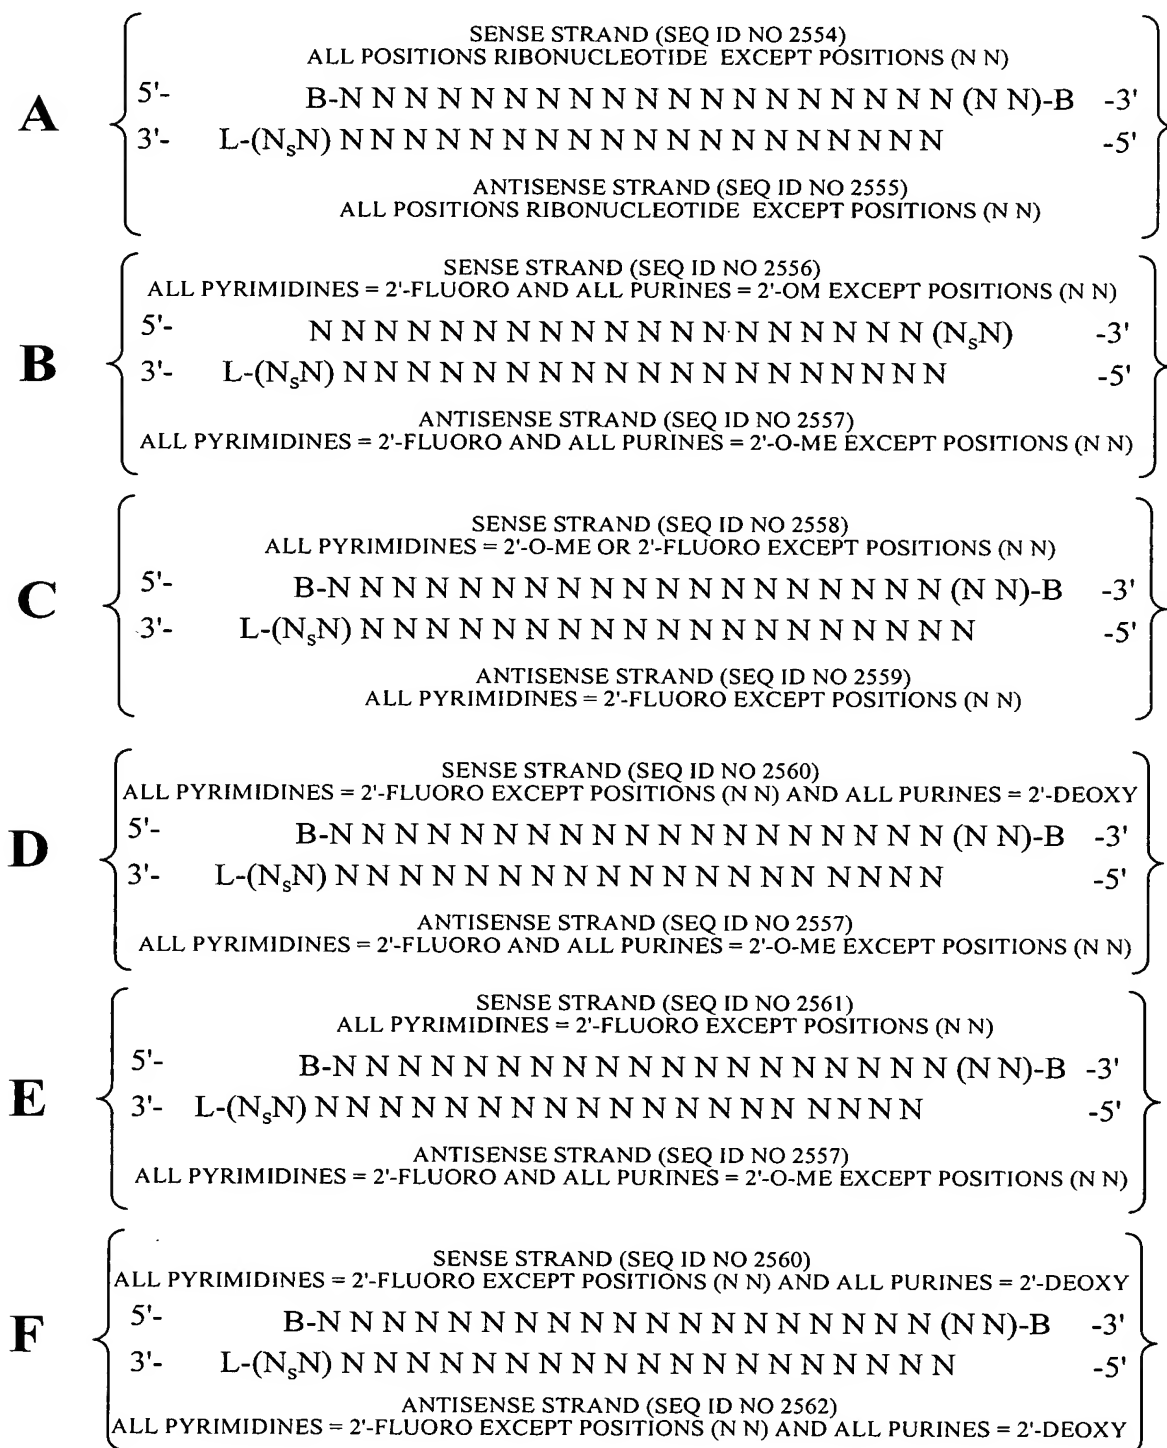 A
SENSE STRAND (SEQ ID NO 2554)
ALL POSITIONS RIBONUCLEOTIDE EXCEPT POSITIONS (N N)
5'- B-N N N N N N N N N N N N N N N N N N N (N N)-B -3'
3'- L-(NsN) N N N N N N N N N N N N N N N N N N N -5'
ANTISENSE STRAND (SEQ ID NO 2555)
ALL POSITIONS RIBONUCLEOTIDE EXCEPT POSITIONS (N N)
B
SENSE STRAND (SEQ ID NO 2556)
ALL PYRIMIDINES = 2'-FLUORO AND ALL PURINES = 2'-OM EXCEPT POSITIONS (N N)
5'- N N N N N N N N N N N N N N N N N N N (NsN) -3'
3'- L-(NsN) N N N N N N N N N N N N N N N N N N N -5'
ANTISENSE STRAND (SEQ ID NO 2557)
ALL PYRIMIDINES = 2'-FLUORO AND ALL PURINES = 2'-O-ME EXCEPT POSITIONS (N N)
C
SENSE STRAND (SEQ ID NO 2558)
ALL PYRIMIDINES = 2'-O-ME OR 2'-FLUORO EXCEPT POSITIONS (N N)
5'- B-N N N N N N N N N N N N N N N N N N N (N N)-B -3'
3'- L-(NsN) N N N N N N N N N N N N N N N N N N N -5'
ANTISENSE STRAND (SEQ ID NO 2559)
ALL PYRIMIDINES = 2'-FLUORO EXCEPT POSITIONS (N N)
D
SENSE STRAND (SEQ ID NO 2560)
ALL PYRIMIDINES = 2'-FLUORO EXCEPT POSITIONS (N N) AND ALL PURINES = 2'-DEOXY
5'- B-N N N N N N N N N N N N N N N N N N N (N N)-B -3'
3'- L-(NsN) N N N N N N N N N N N N N N N N N N N -5'
ANTISENSE STRAND (SEQ ID NO 2557)
ALL PYRIMIDINES = 2'-FLUORO AND ALL PURINES = 2'-O-ME EXCEPT POSITIONS (N N)
E
SENSE STRAND (SEQ ID NO 2561)
ALL PYRIMIDINES = 2'-FLUORO EXCEPT POSITIONS (N N)
5'- B-N N N N N N N N N N N N N N N N N N N (N N)-B -3'
3'- L-(NsN) N N N N N N N N N N N N N N N N N N N -5'
ANTISENSE STRAND (SEQ ID NO 2557)
ALL PYRIMIDINES = 2'-FLUORO AND ALL PURINES = 2'-O-ME EXCEPT POSITIONS (N N)
F
SENSE STRAND (SEQ ID NO 2560)
ALL PYRIMIDINES = 2'-FLUORO EXCEPT POSITIONS (N N) AND ALL PURINES = 2'-DEOXY
5'- B-N N N N N N N N N N N N N N N N N N N (N N)-B -3'
3'- L-(NsN) N N N N N N N N N N N N N N N N N N N -5'
ANTISENSE STRAND (SEQ ID NO 2562)
ALL PYRIMIDINES = 2'-FLUORO EXCEPT POSITIONS (N N) AND ALL PURINES = 2'-DEOXY